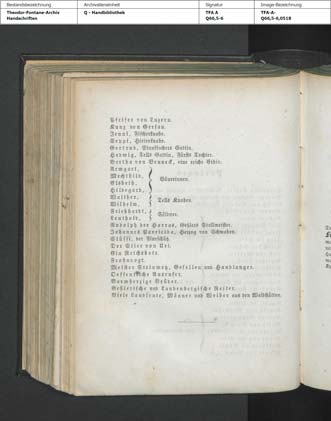 Bestandsbezeichnung
Archivalieneinheit
Signatur
Image-Bezeichnung
Theodor-Fontane-Archiv
Handschriften
Q - Handbibliothek
TFA A
Q66,5-6
TFA-A-
Q66,5-6,0518
Pfeifer von Luzern.
Kunz von Gersau.
Jenni, Fischerknabe.
Seppi, Hirtenknabe.
Gertrud, Stauffachers Gattin.
Hedwig, Tells Gattin, Fürsts Tochter.
Bertha von Bruneck, eine reiche Erbin.
Armgart,
Mechthild,
Elsbeth,
Hildegard,
Bäuerinnen.
Walther,
Wilhelm,
Tells Knaben.
Frießhardt,
Leuthold,
Söldner.
Rudolph der Harras, Geßlers Stallmeister.
Johannes Parricida, Herzog von Schwaben.
Stüssi, der Flurschütz.
Der Stier von Uri.
Ein Reichsbote.
Frohnvogt.
Meister Steinmetz, Gesellen und Handlanger.
Oeffentliche Ausrufer.
Barmherzige Brüder.
Geßlerische und Landenbergische Reiter.
Viele Landleute, Männer und Weiber aus den Waldstätten.